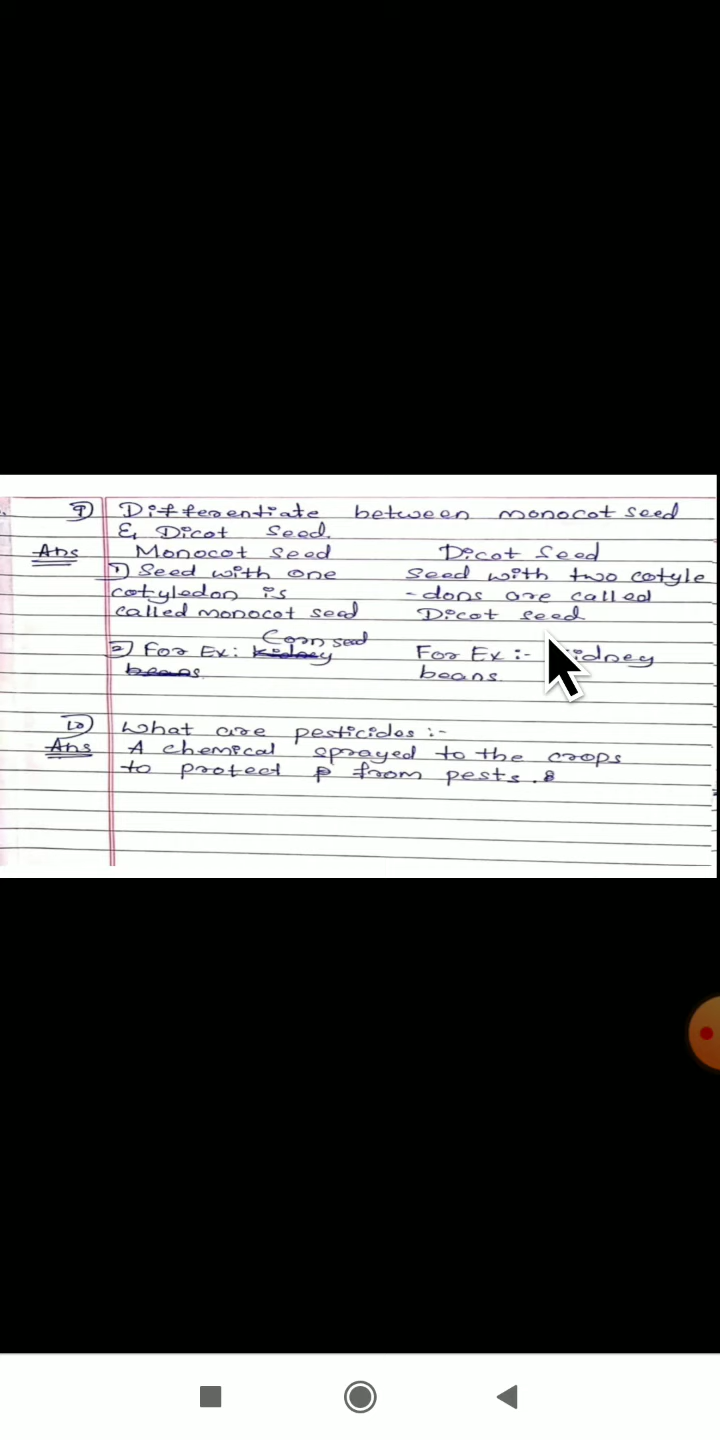 9) Differentiate between monocot seed
& Dicot Seed.
Ans Monocot Seed Dicot Seed
1) Seed with one Seed with two cotyle
cotyledon is -dons are called
called monocot seed Dicot seed
Corn seed
2) For Ex: kidney For Ex :- kidney
beans beans
10) What are pesticides :-
Ans A chemical sprayed to the crops
to protect p from pests.